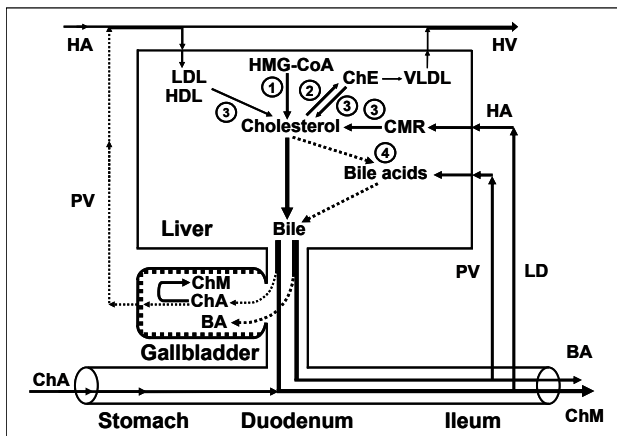 HA
HV
HMG-CoA
LDL
HDL
1
2
ChE
VLDL
3
3
3
HA
Cholesterol
CMR
4
Bile acids
PV
Bile
Liver
PV
LD
ChM
ChA
BA
Gallbladder
BA
ChA
ChM
Stomach
Duodenum
Ileum